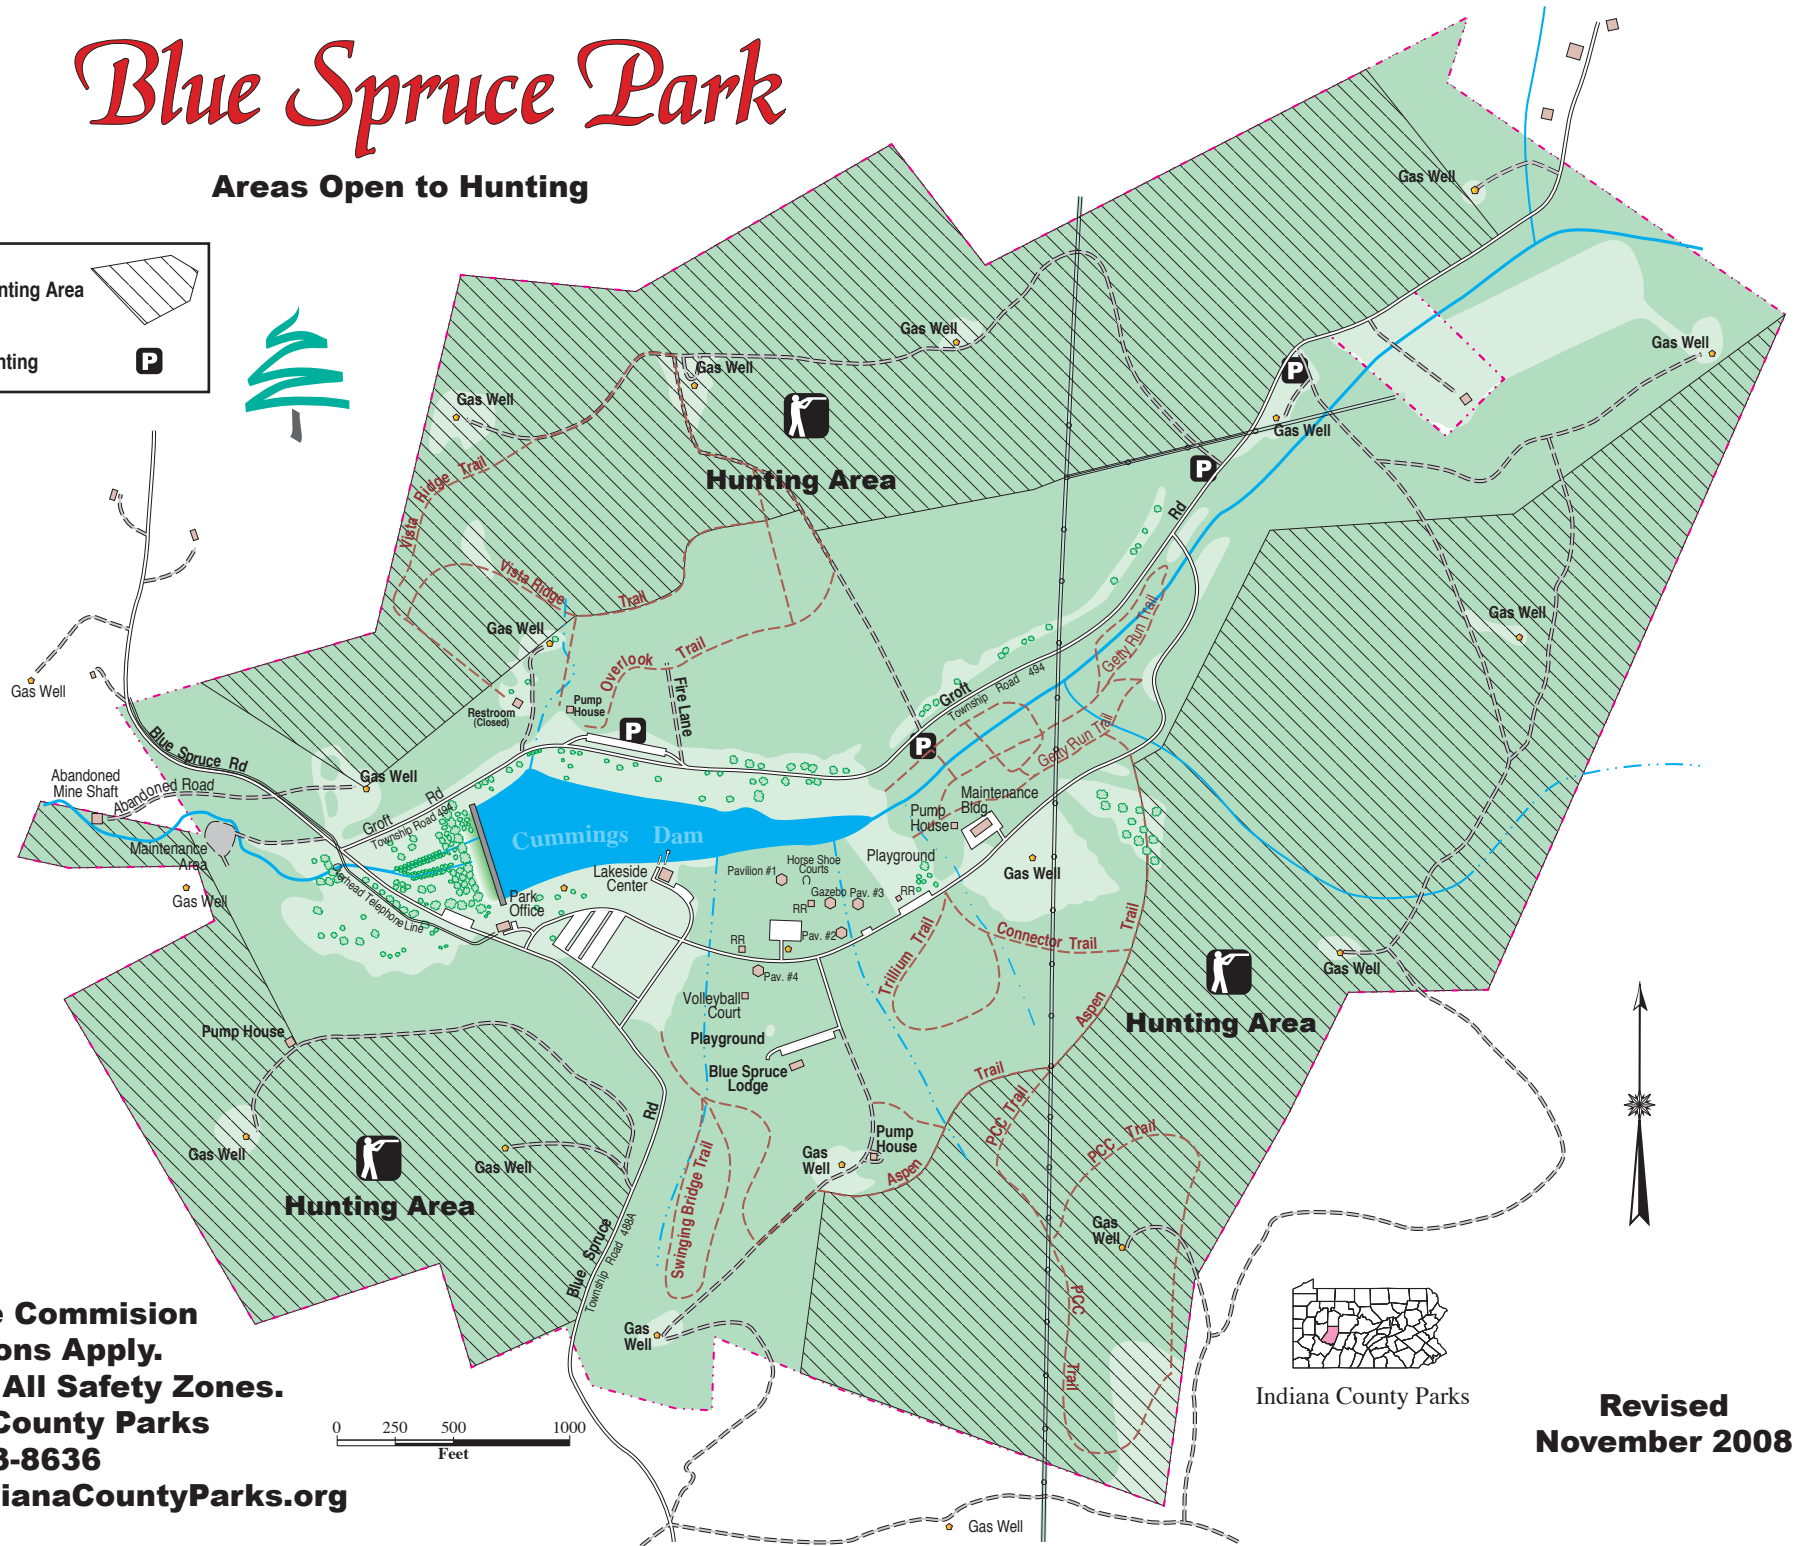 Blue Spruce Park
Areas Open to Hunting
nting Area
nting
P
Gas Well
Gas Well
Gas Well
Gas Well
Gas Well
Gas Well
P
Gas Well
P
Hunting Area
Vista Ridge Trail
Vista Ridge Trail
Rd
Gas Well
Gas Well
Gas Well
Overlook Trail
Getty Run Trail
Fire Lane
Restroom
(Closed)
Pump
House
P
Groft
Township Road 494
P
Getty Run Trail
Blue Spruce Rd
Abandoned
Mine Shaft
Abandoned Road
Gas Well
Groft Rd
Township Road 494
Cummings Dam
Maintenance
Bldg.
Pump
House
Maintenance
Area
Gas Well
erhead Telephone Line
Park
Office
Lakeside
Center
Pavilion #1
Horse Shoe
Courts
Playground
Gazebo
Pav. #3
RR
RR
Pav. #2
RR
Pav. #4
Gas Well
Trillium Trail
Connector Trail
Aspen Trail
Volleyball
Court
Playground
Blue Spruce
Lodge
Hunting Area
Gas Well
Pump House
Rd
Trail
PCC Trail
PCC Trail
Gas Well
Gas Well
Hunting Area
Swinging Bridge Trail
Gas
Well
Pump
House
Aspen
Gas
Well
Blue Spruce
Township Road 488A
Gas
Well
PCC Trail
e Commision
ons Apply.
All Safety Zones.
County Parks
3-8636
dianaCountyParks.org
0 250 500 1000
Feet
Indiana County Parks
Revised
November 2008
Gas Well